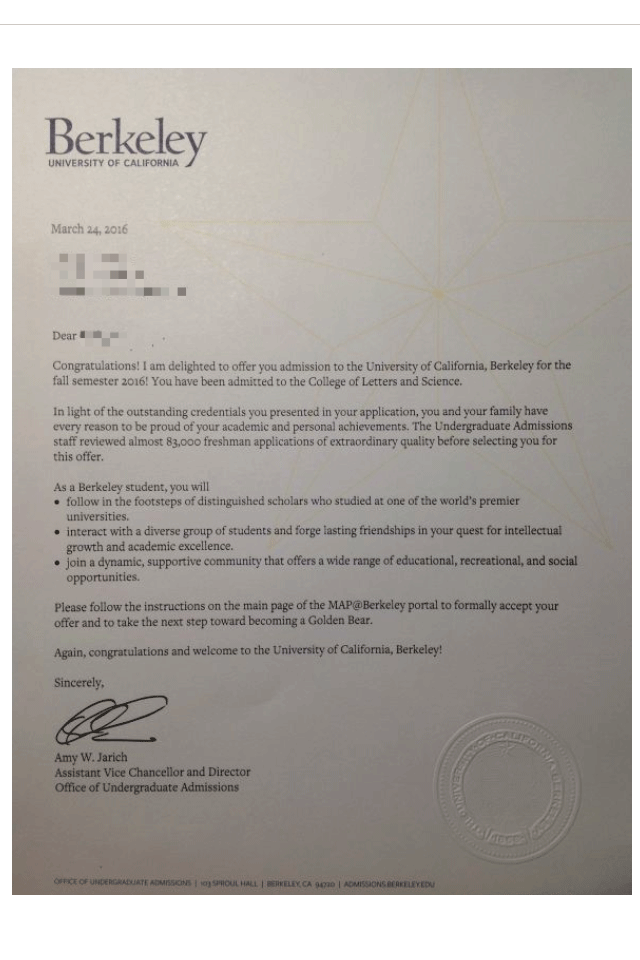 Berkeley
UNIVERSITY OF CALIFORNIA
March 24, 2016
Dear
Congratulations! I am delighted to offer you admission to the University of California, Berkeley for the
fall semester 2016! You have been admitted to the College of Letters and Science.
In light of the outstanding credentials you presented in your application, you and your family have
every reason to be proud of your academic and personal achievements. The Undergraduate Admissions
staff reviewed almost 83,000 freshman applications of extraordinary quality before selecting you for
this offer.
As a Berkeley student, you will
• follow in the footsteps of distinguished scholars who studied at one of the world's premier
universities.
• interact with a diverse group of students and forge lasting friendships in your quest for intellectual
growth and academic excellence.
• join a dynamic, supportive community that offers a wide range of educational, recreational, and social
opportunities.
Please follow the instructions on the main page of the MAP@Berkeley portal to formally accept your
offer and to take the next step toward becoming a Golden Bear.
Again, congratulations and welcome to the University of California, Berkeley!
Sincerely,
Amy W. Jarich
Assistant Vice Chancellor and Director
Office of Undergraduate Admissions
OFFICE OF UNDERGRADUATE ADMISSIONS | 103 SPROUL HALL | BERKELEY, CA 94720 | ADMISSIONS.BERKELEY.EDU